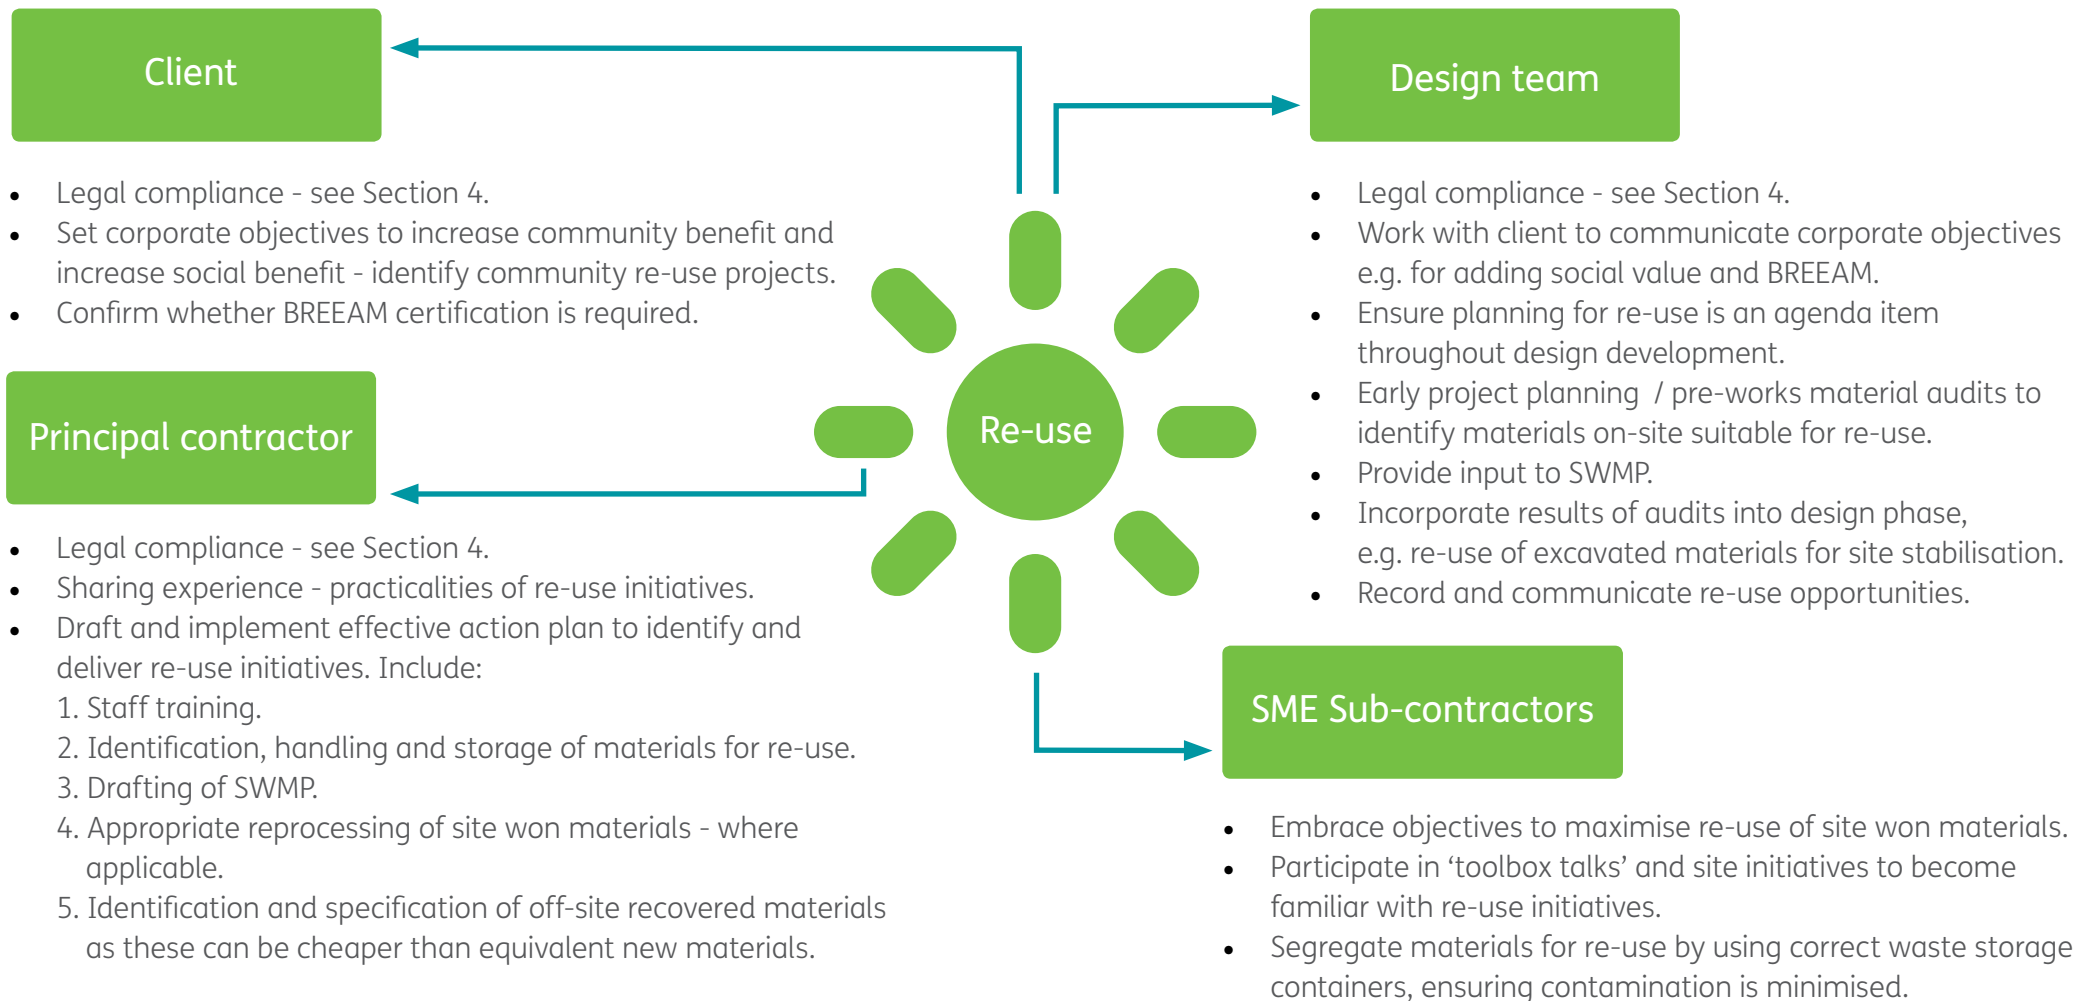 Client
• Legal compliance - see Section 4.
• Set corporate objectives to increase community benefit and
increase social benefit - identify community re-use projects.
• Confirm whether BREEAM certification is required.
Principal contractor
• Legal compliance - see Section 4.
• Sharing experience - practicalities of re-use initiatives.
• Draft and implement effective action plan to identify and
deliver re-use initiatives. Include:
1. Staff training.
2. Identification, handling and storage of materials for re-use.
3. Drafting of SWMP.
4. Appropriate reprocessing of site won materials - where
applicable.
5. Identification and specification of off-site recovered materials
as these can be cheaper than equivalent new materials.
Re-use
Design team
• Legal compliance - see Section 4.
• Work with client to communicate corporate objectives
e.g. for adding social value and BREEAM.
• Ensure planning for re-use is an agenda item
throughout design development.
• Early project planning / pre-works material audits to
identify materials on-site suitable for re-use.
• Provide input to SWMP.
• Incorporate results of audits into design phase,
e.g. re-use of excavated materials for site stabilisation.
• Record and communicate re-use opportunities.
SME Sub-contractors
• Embrace objectives to maximise re-use of site won materials.
• Participate in ‘toolbox talks’ and site initiatives to become
familiar with re-use initiatives.
• Segregate materials for re-use by using correct waste storage
containers, ensuring contamination is minimised.